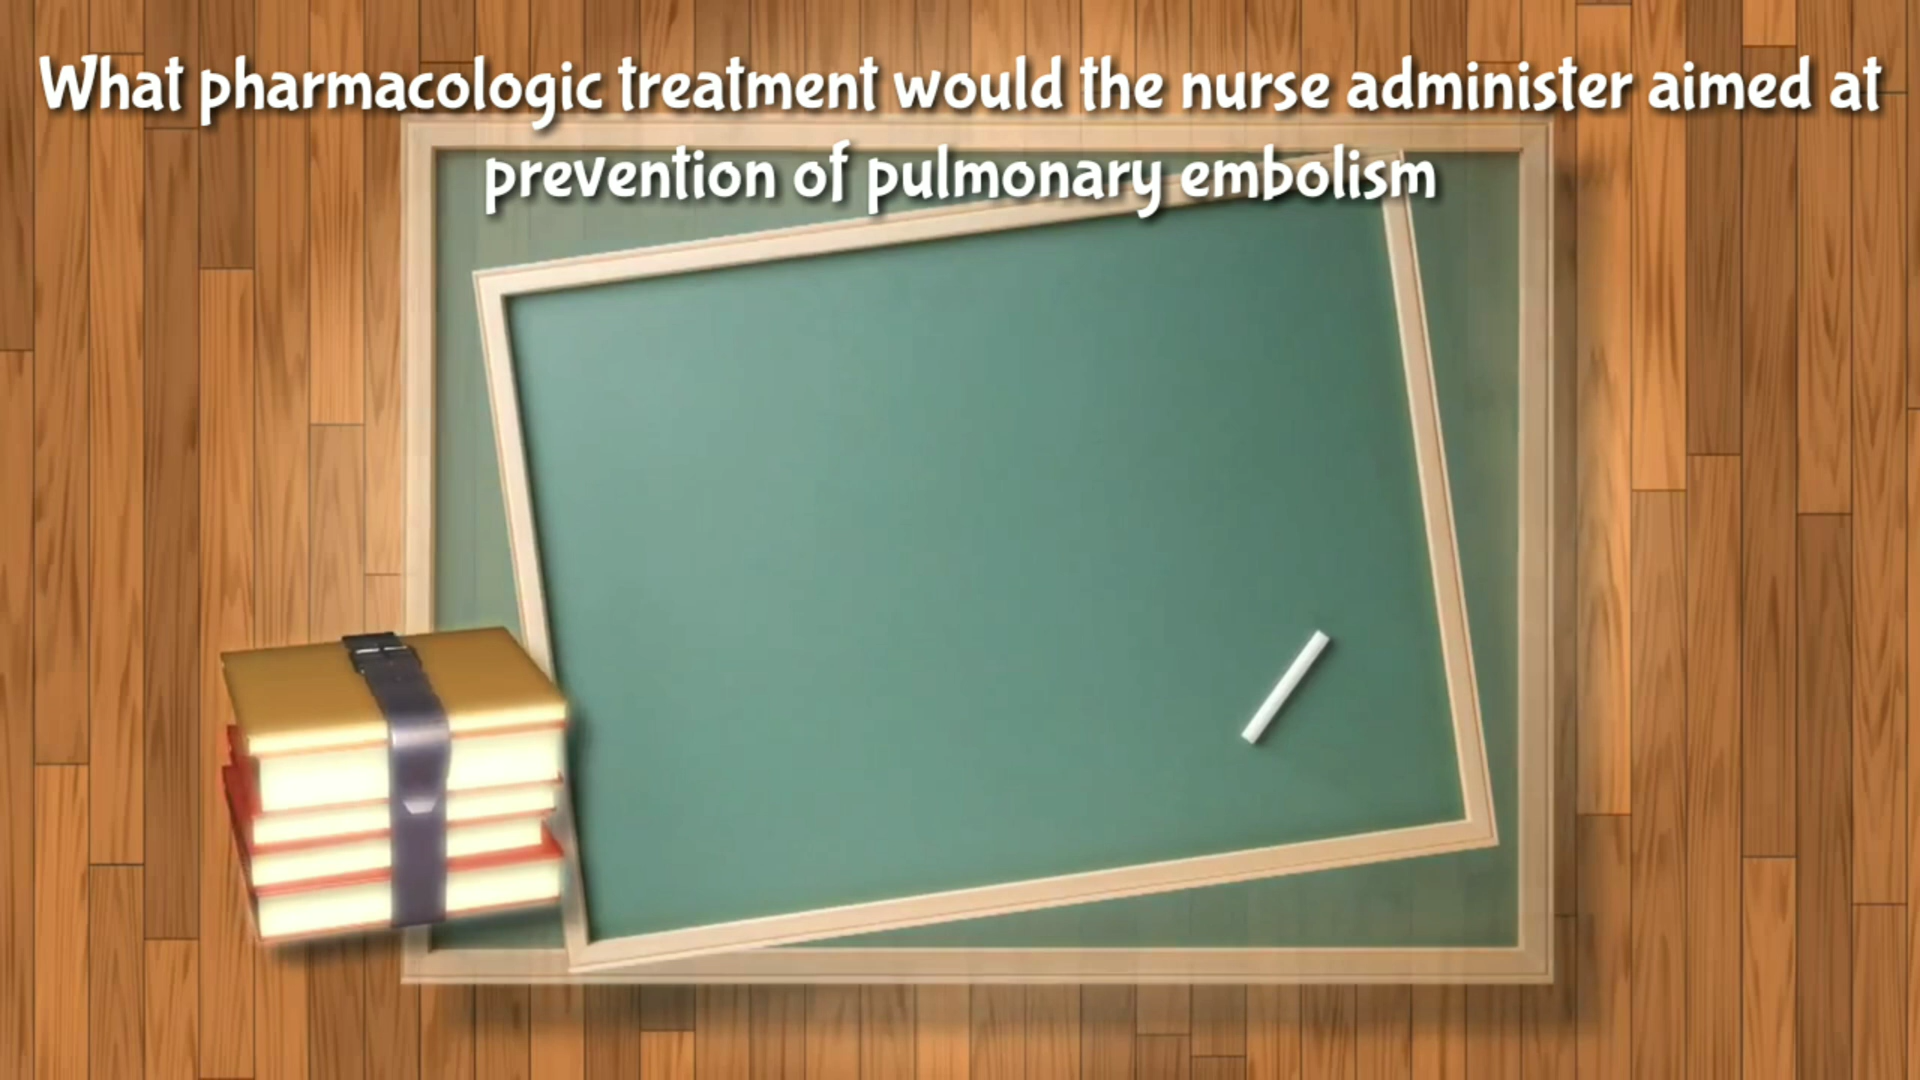 What pharmacologic treatment would the nurse administer aimed at
prevention of pulmonary embolism